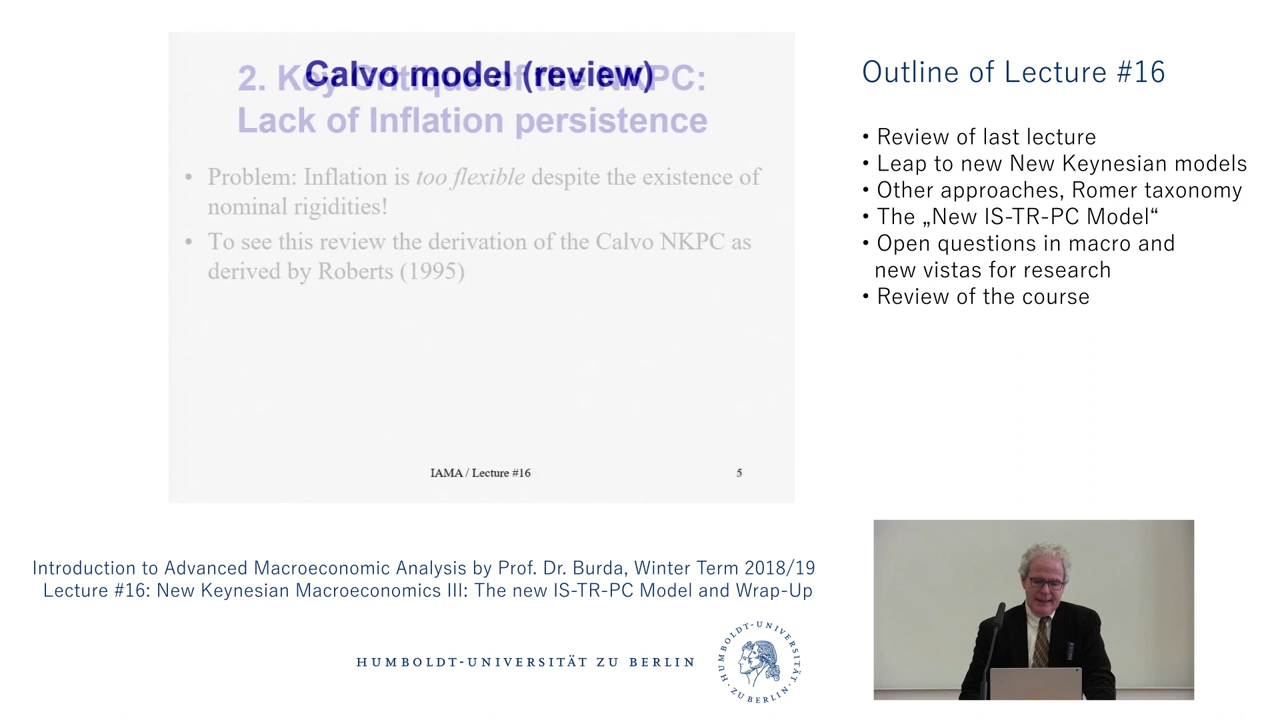 Calvo model (review)
2. Key Critique of the NKPC:
Lack of Inflation persistence
• Problem: Inflation is too flexible despite the existence of
nominal rigidities!
• To see this review the derivation of the Calvo NKPC as
derived by Roberts (1995)
IAMA / Lecture #16
5
Outline of Lecture #16
• Review of last lecture
• Leap to new New Keynesian models
• Other approaches, Romer taxonomy
• The „New IS-TR-PC Model“
• Open questions in macro and
new vistas for research
• Review of the course
Introduction to Advanced Macroeconomic Analysis by Prof. Dr. Burda, Winter Term 2018/19
Lecture #16: New Keynesian Macroeconomics III: The new IS-TR-PC Model and Wrap-Up
HUMBOLDT-UNIVERSITÄT ZU BERLIN
HUMBOLDT-UNIVERSITÄT · ZU BERLIN ·